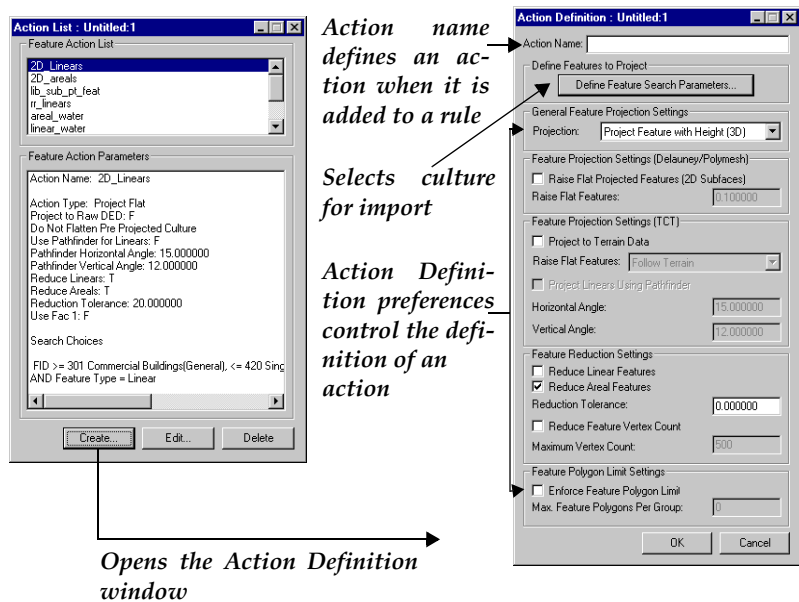 Action List : Untitled:1
Feature Action List
2D_Linears
2D_areals
lib_sub_pt_feat
rr_linears
areal_water
linear_water
Feature Action Parameters
Action Name: 2D_Linears
Action Type: Project Flat
Project to Raw DED: F
Do Not Flatten Pre Projected Culture
Use Pathfinder for Linears: F
Pathfinder Horizontal Angle: 15.000000
Pathfinder Vertical Angle: 12.000000
Reduce Linears: T
Reduce Areals: T
Reduction Tolerance: 20.000000
Use Fac 1: F
Search Choices
FID >= 301 Commercial Buildings(General), <= 420 Sing
AND Feature Type = Linear
Create...
Edit...
Delete
Action name
defines an ac-
tion when it is
added to a rule
Selects culture
for import
Action Defini-
tion preferences
control the defi-
nition of an
action
Opens the Action Definition
window
Action Definition : Untitled:1
Action Name:
Define Features to Project
Define Feature Search Parameters...
General Feature Projection Settings
Projection: Project Feature with Height (3D)
Feature Projection Settings (Delauney/Polymesh)
Raise Flat Projected Features (2D Subfaces)
Raise Flat Features: 0.100000
Feature Projection Settings (TCT)
Project to Terrain Data
Raise Flat Features: Follow Terrain
Project Linears Using Pathfinder
Horizontal Angle: 15.000000
Vertical Angle: 12.000000
Feature Reduction Settings
Reduce Linear Features
Reduce Areal Features
Reduction Tolerance: 0.000000
Reduce Feature Vertex Count
Maximum Vertex Count: 500
Feature Polygon Limit Settings
Enforce Feature Polygon Limit
Max. Feature Polygons Per Group: 0
OK
Cancel